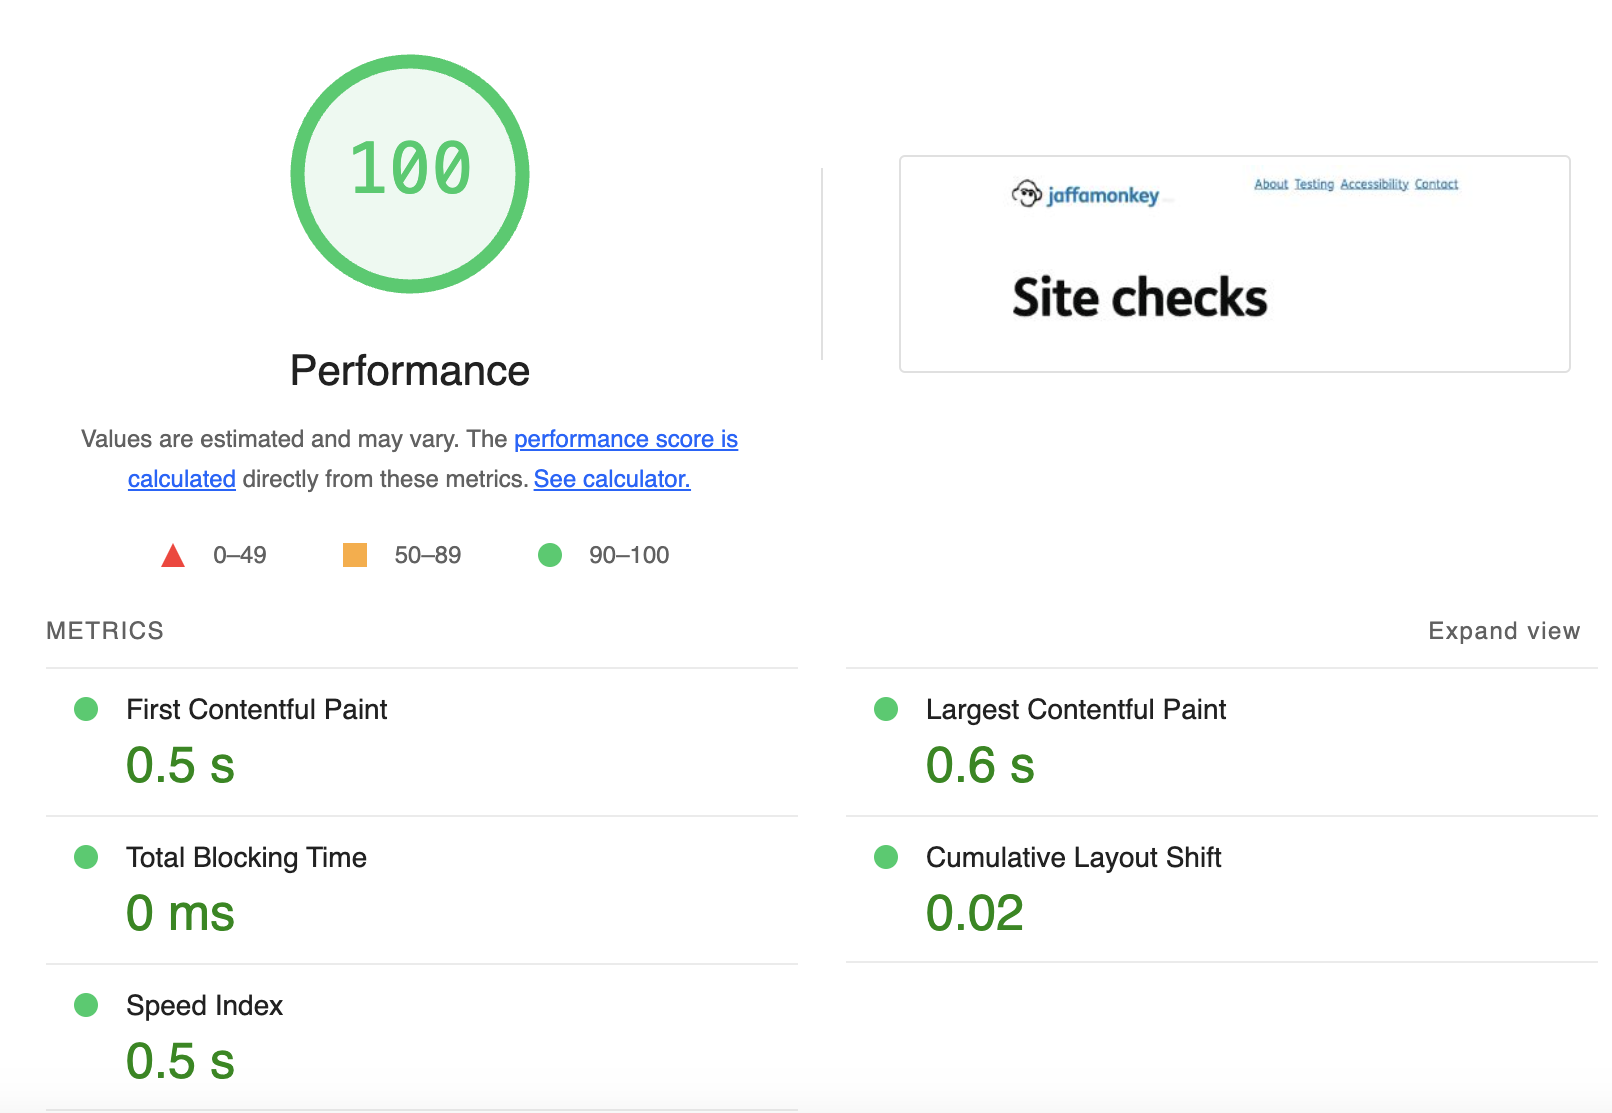 100
Performance
Values are estimated and may vary. The performance score is
calculated directly from these metrics. See calculator.
0–49
50–89
90–100
jaffamonkey
About Testing Accessibility Contact
Site checks
METRICS
Expand view
First Contentful Paint
0.5 s
Largest Contentful Paint
0.6 s
Total Blocking Time
0 ms
Cumulative Layout Shift
0.02
Speed Index
0.5 s